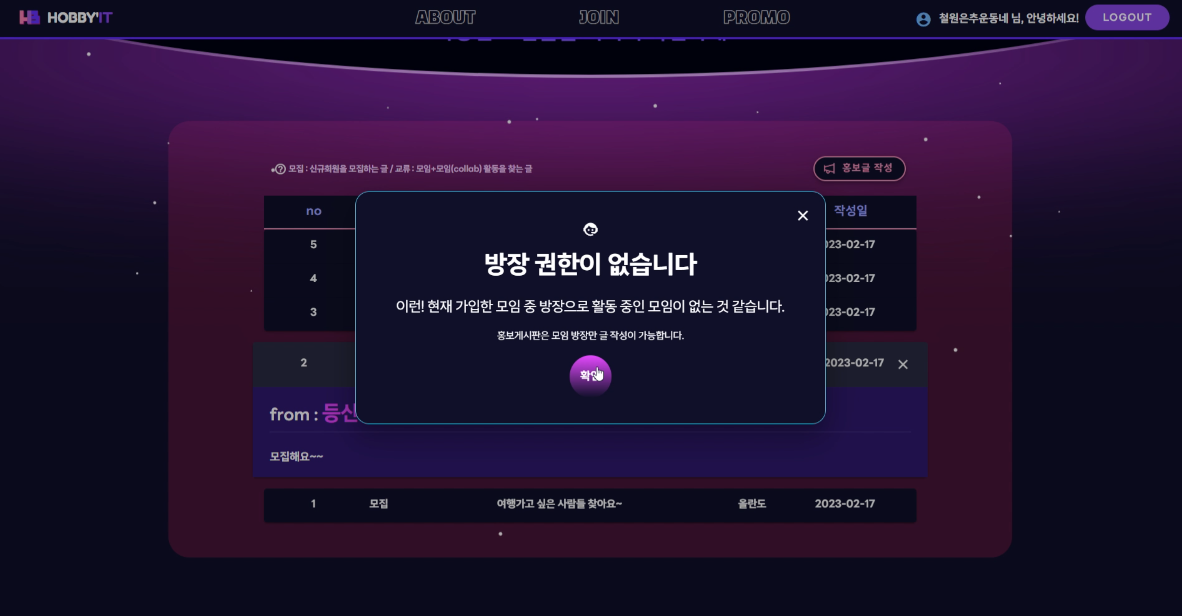 HOBBY'IT
ABOUT
JOIN
PROMO
철원은추운동네 님, 안녕하세요!
LOGOUT
모집 : 신규회원을 모집하는 글 / 교류 : 모임+모임(collab) 활동을 찾는 글
홍보글 작성
no
작성일
5
023-02-17
4
023-02-17
3
023-02-17
방장 권한이 없습니다
이런! 현재 가입한 모임 중 방장으로 활동 중인 모임이 없는 것 같습니다.
홍보게시판은 모임 방장만 글 작성이 가능합니다.
확인
2
2023-02-17
from : 등산
모집해요~~
1 모집 여행가고 싶은 사람들 찾아요~ 율란도 2023-02-17